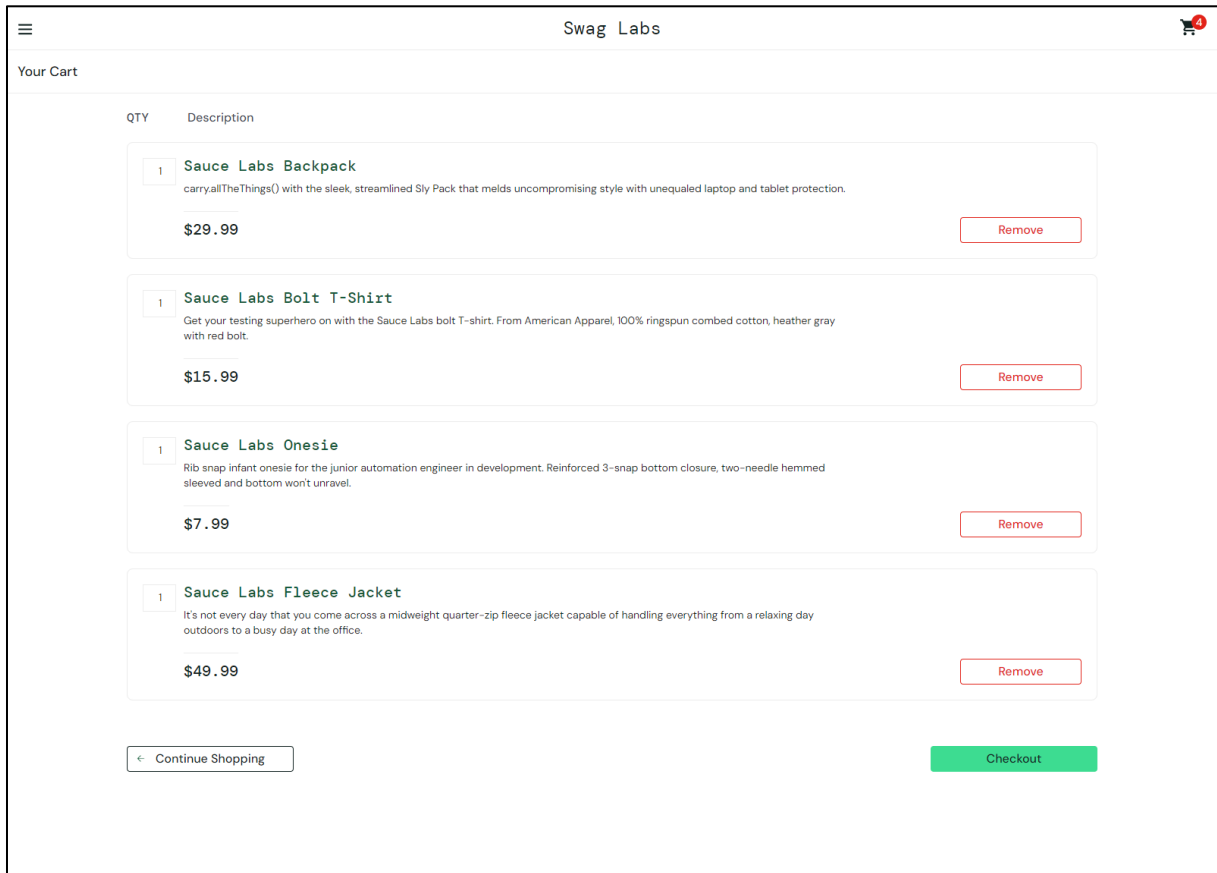 Swag Labs
4
Your Cart
QTY Description
1
Sauce Labs Backpack
carry.allTheThings() with the sleek, streamlined Sly Pack that melds uncompromising style with unequaled laptop and tablet protection.
$29.99
Remove
1
Sauce Labs Bolt T-Shirt
Get your testing superhero on with the Sauce Labs bolt T-shirt. From American Apparel, 100% ringspun combed cotton, heather gray
with red bolt.
$15.99
Remove
1
Sauce Labs Onesie
Rib snap infant onesie for the junior automation engineer in development. Reinforced 3-snap bottom closure, two-needle hemmed
sleeved and bottom won't unravel.
$7.99
Remove
1
Sauce Labs Fleece Jacket
It's not every day that you come across a midweight quarter-zip fleece jacket capable of handling everything from a relaxing day
outdoors to a busy day at the office.
$49.99
Remove
Continue Shopping
Checkout